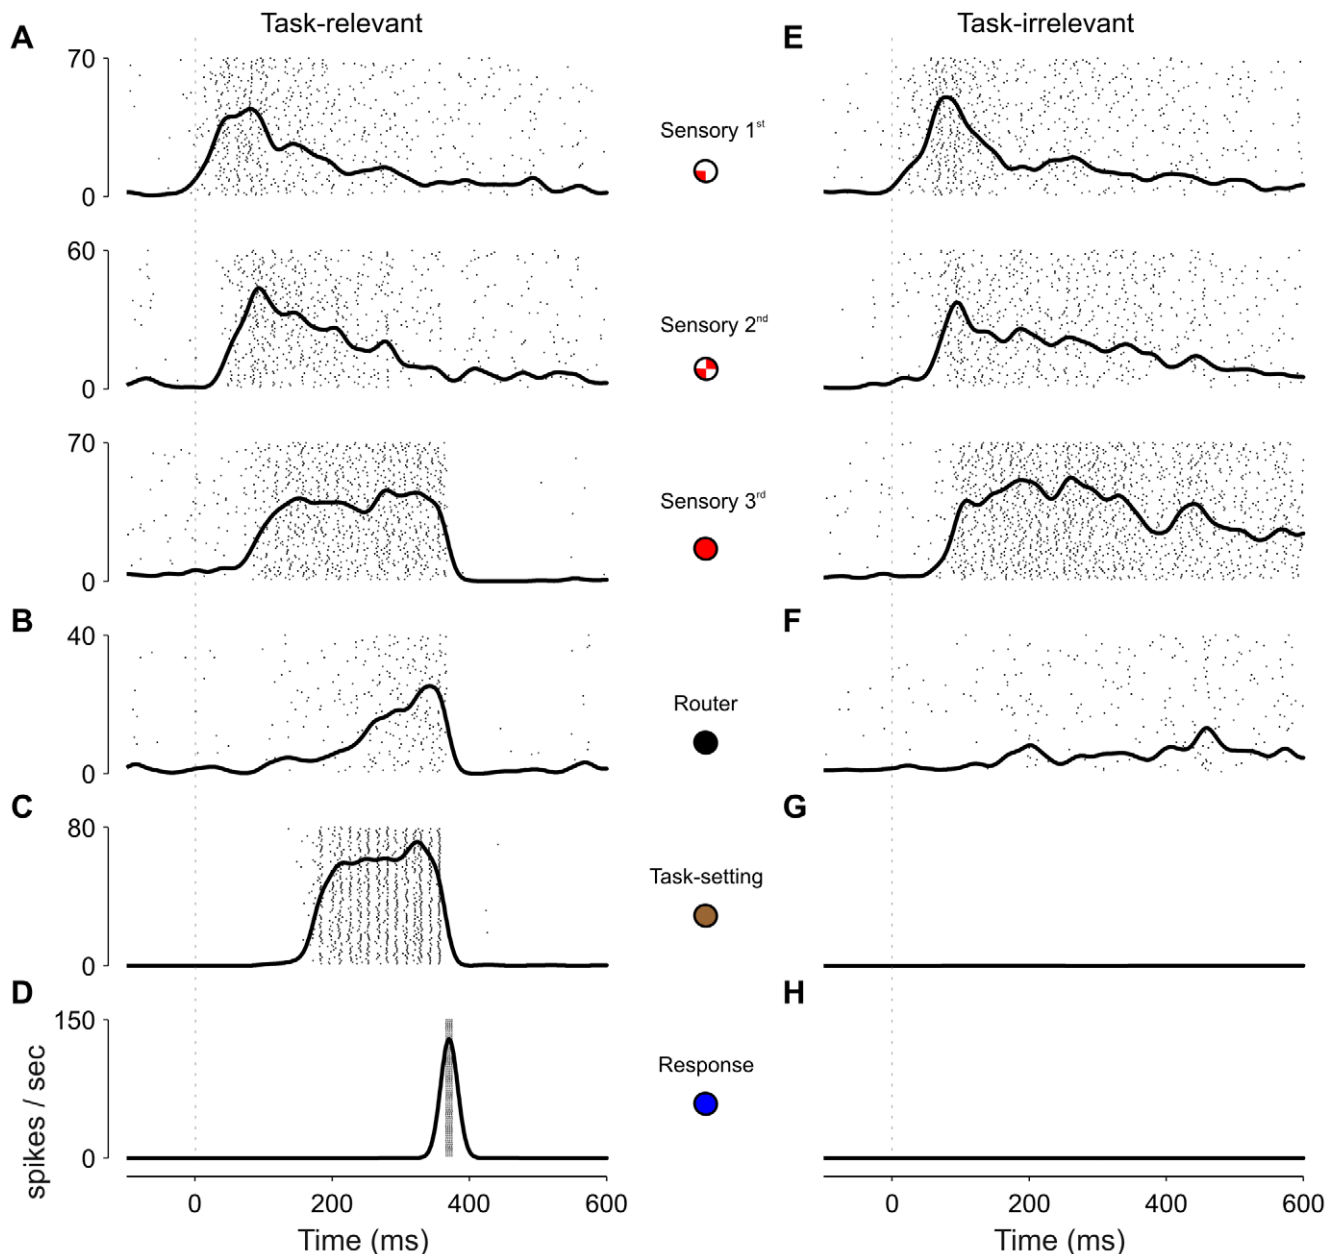 Task-relevant
Task-irrelevant
A
E
70
0
Sensory 1st
60
0
Sensory 2nd
70
0
Sensory 3rd
B
F
40
0
Router
C
G
80
0
Task-setting
D
H
150
0
Response
spikes / sec
0 200 400 600
0 200 400 600
Time (ms)
Time (ms)